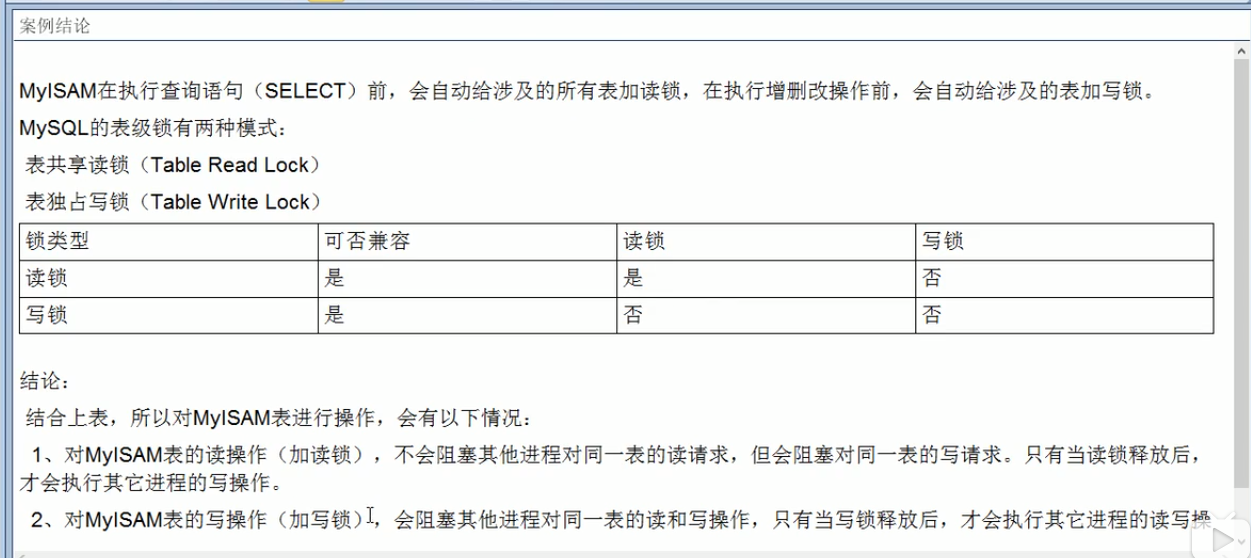 案例结论
MyISAM在执行查询语句（SELECT）前，会自动给涉及的所有表加读锁，在执行增删改操作前，会自动给涉及的表加写锁。
MySQL的表级锁有两种模式：
表共享读锁（Table Read Lock）
表独占写锁（Table Write Lock）
锁类型 可否兼容 读锁 写锁
读锁 是 是 否
写锁 是 否 否
结论：
结合上表，所以对MyISAM表进行操作，会有以下情况：
1、对MyISAM表的读操作（加读锁），不会阻塞其他进程对同一表的读请求，但会阻塞对同一表的写请求。只有当读锁释放后，
才会执行其它进程的写操作。
2、对MyISAM表的写操作（加写锁），会阻塞其他进程对同一表的读和写操作，只有当写锁释放后，才会执行其它进程的读写操